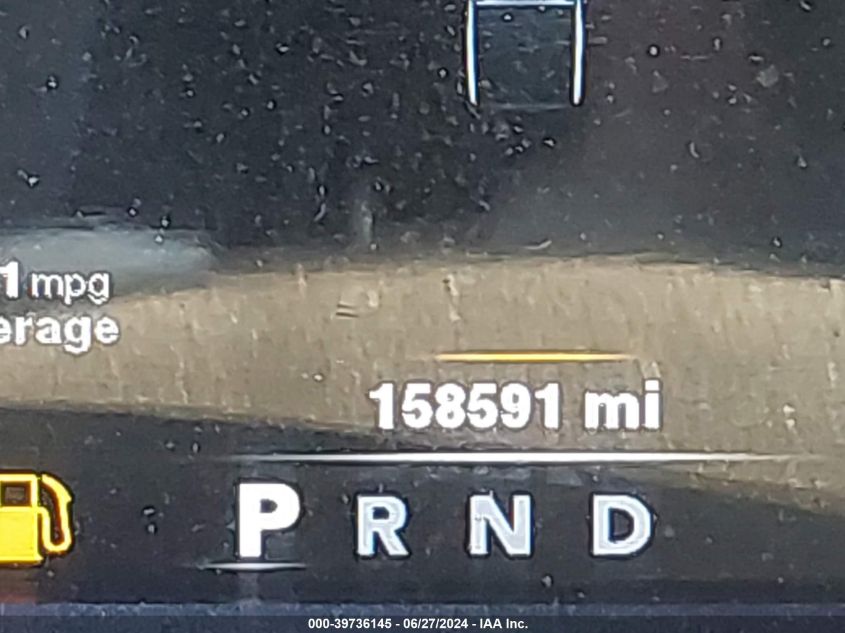 1 mpg
erage
158591 mi
P R N D
000-39736145 - 06/27/2024 - IAA Inc.